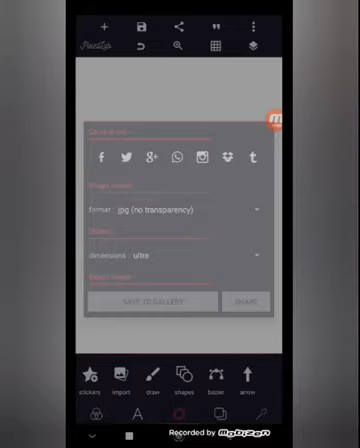 PixelLab
format : jpg (no transparency)
dimensions : ultra
SAVE TO GALLERY
SHARE
stickers
import
draw
shapes
bezier
arrow
Recorded by Mobizen